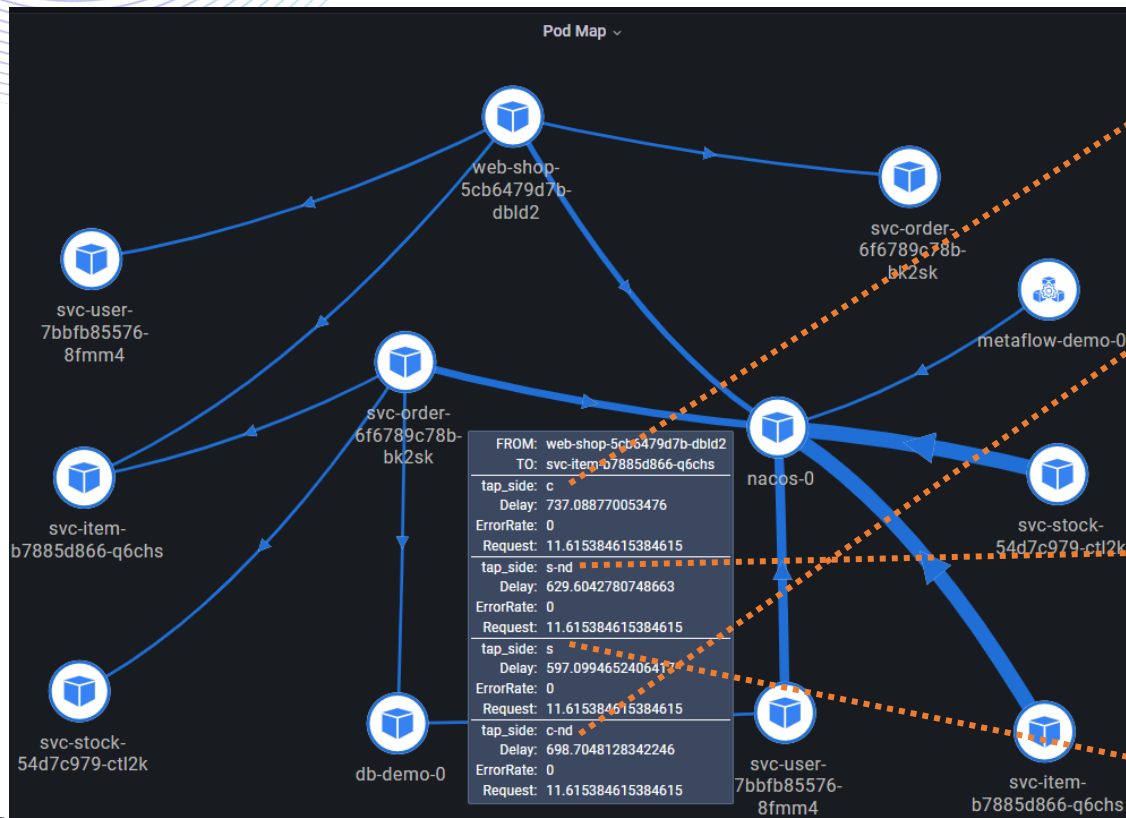 Pod Map
web-shop-
5cb6479d7b-
dbld2
svc-order-
6f6789c78b-
bk2sk
svc-user-
7bbfb85576-
8fmm4
metaflow-demo-0
svc-order-
6f6789c78b-
bk2sk
nacos-0
svc-item-
b7885d866-q6chs
svc-stock-
54d7c979-ctl2k
FROM: web-shop-5cb6479d7b-dbld2
TO: svc-item-b7885d866-q6chs
tap_side: c
Delay: 737.088770053476
ErrorRate: 0
Request: 11.615384615384615
tap_side: s-nd
Delay: 629.6042780748663
ErrorRate: 0
Request: 11.615384615384615
tap_side: s
Delay: 597.0994652406417
ErrorRate: 0
Request: 11.615384615384615
tap_side: c-nd
Delay: 698.7048128342246
ErrorRate: 0
Request: 11.615384615384615
svc-stock-
54d7c979-ctl2k
db-demo-0
svc-user-
7bbfb85576-
8fmm4
svc-item-
b7885d866-q6chs